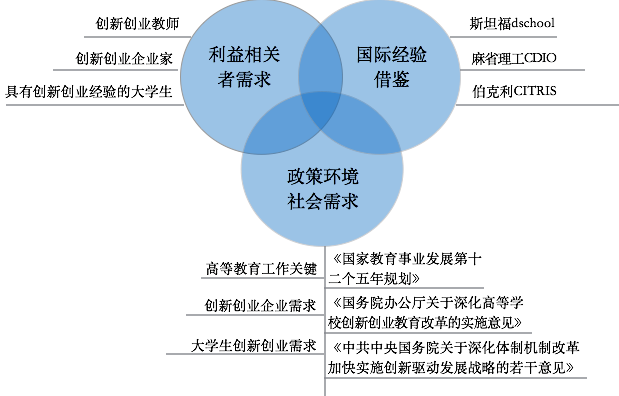 创新创业教师
创新创业企业家
具有创新创业经验的大学生
利益相关
者需求
国际经验
借鉴
斯坦福dschool
麻省理工CDIO
伯克利CITRIS
政策环境
社会需求
高等教育工作关键
《国家教育事业发展第十
二个五年规划》
创新创业企业需求
《国务院办公厅关于深化高等学
校创新创业教育改革的实施意见》
大学生创新创业需求
《中共中央国务院关于深化体制机制改革
加快实施创新驱动发展战略的若干意见》